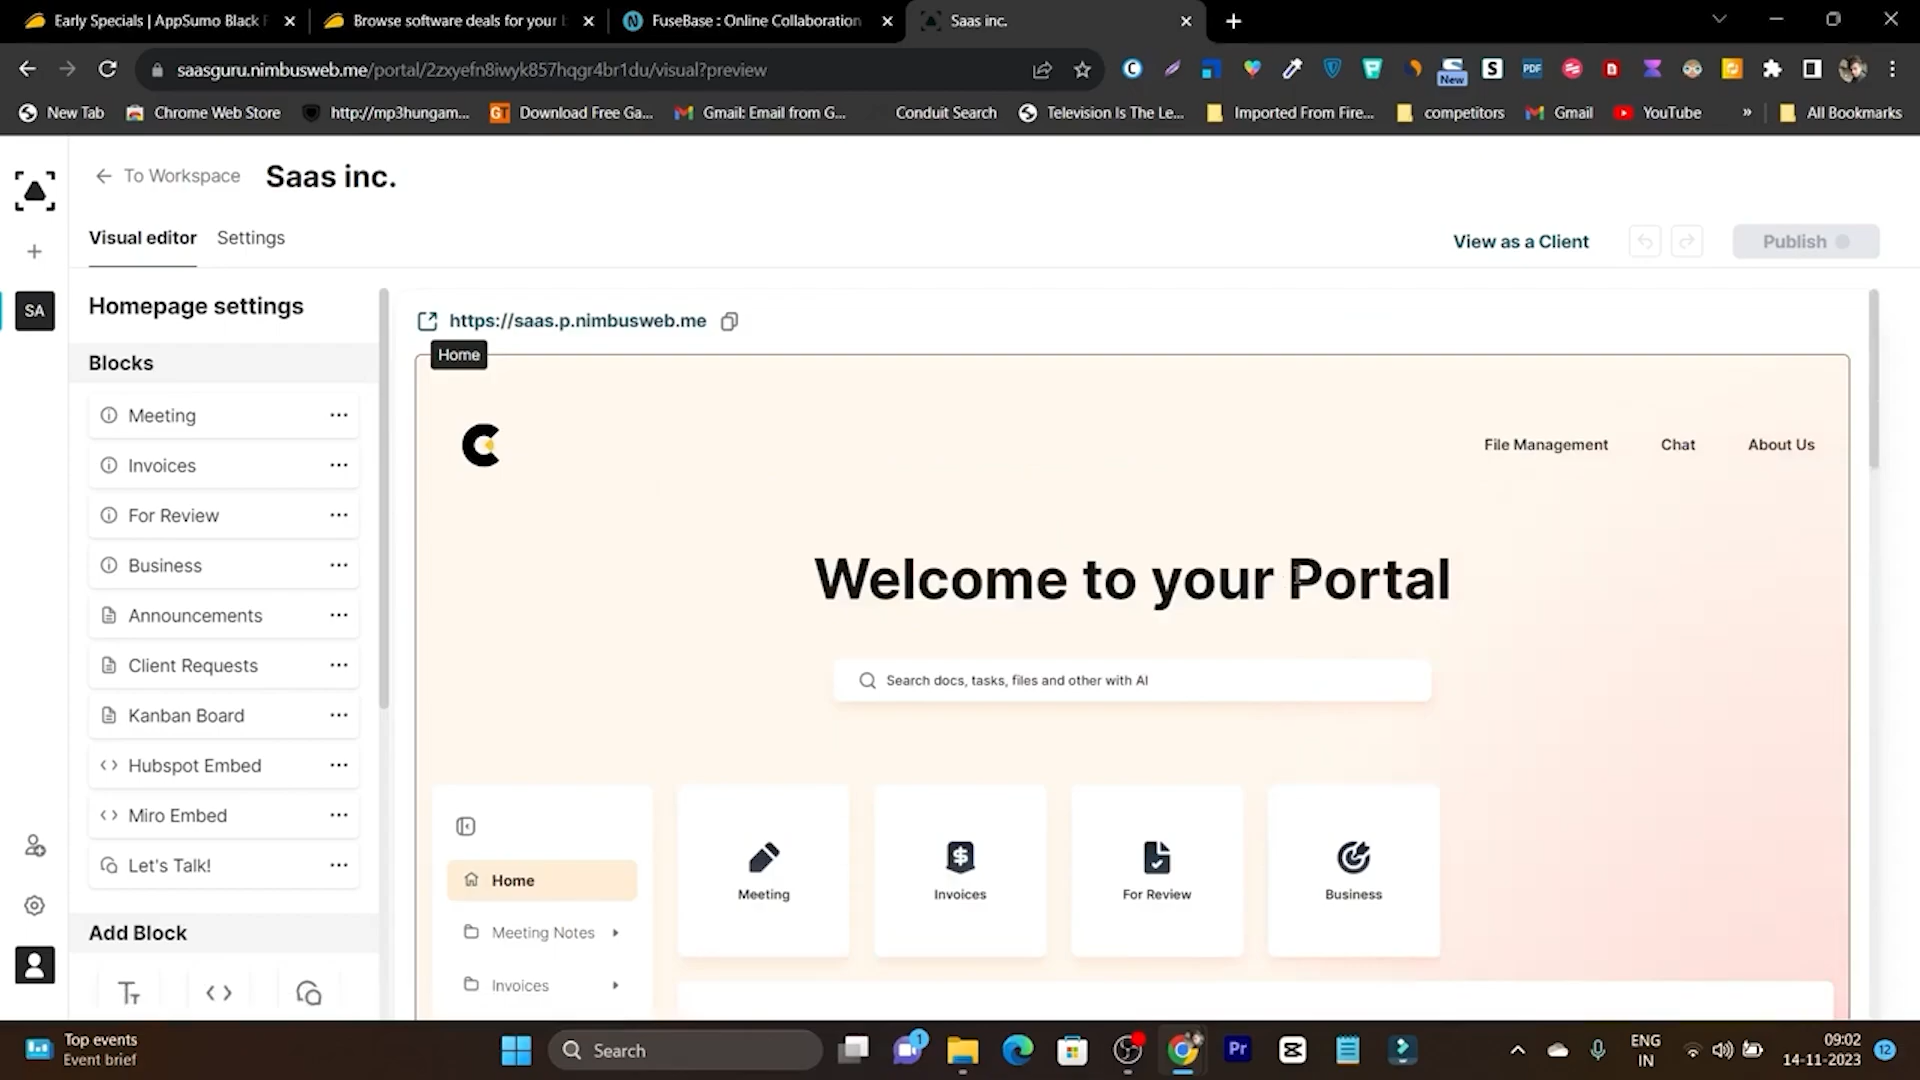 Early Specials | AppSumo Black F
Browse software deals for your b
FuseBase : Online Collaboration
Saas inc.
saasguru.nimbusweb.me/portal/2zxyefn8iwyk857hqgr4br1du/visual?preview
New
PDF
New Tab
Chrome Web Store
http://mp3hungam...
Download Free Ga...
Gmail: Email from G...
Conduit Search
Television Is The Le...
Imported From Fire...
competitors
Gmail
YouTube
»
All Bookmarks
To Workspace
Saas inc.
Visual editor
Settings
View as a Client
Publish
SA
Homepage settings
https://saas.p.nimbusweb.me
Home
Blocks
Meeting
Invoices
For Review
Business
Announcements
Client Requests
Kanban Board
Hubspot Embed
Miro Embed
Let's Talk!
Add Block
File Management
Chat
About Us
Welcome to your Portal
Search docs, tasks, files and other with AI
Home
Meeting Notes
Invoices
Meeting
Invoices
For Review
Business
Top events
Event brief
Search
1
Pr
ENG
IN
09:02
14-11-2023
12